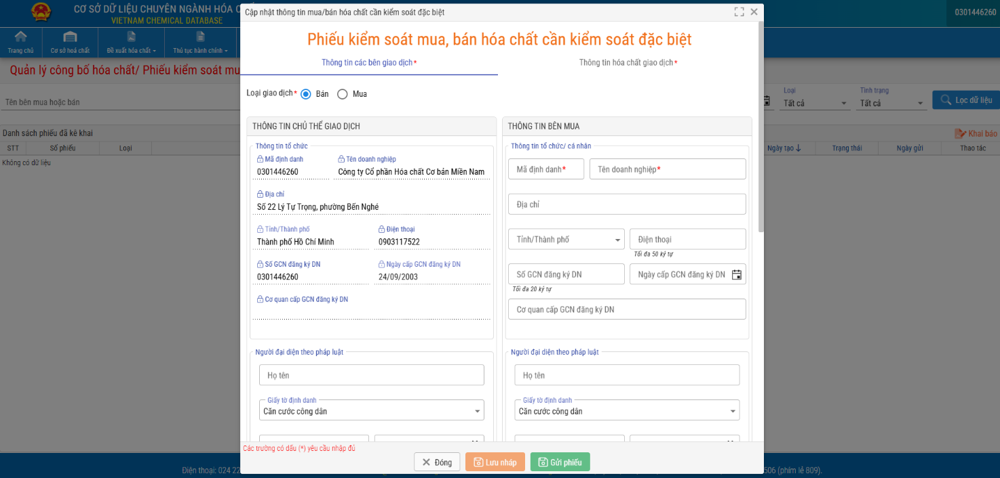 CƠ SỞ DỮ LIỆU CHUYÊN NGÀNH HÓA
VIETNAM CHEMICAL DATABASE
0301446260
Trang chủ
Cơ sở hoá chất
Đề xuất hóa chất
Thủ tục hành chính
Quản lý công bố hóa chất/ Phiếu kiểm soát mu
Tên bên mua hoặc bán
Loại
Tất cả
Tình trạng
Tất cả
Lọc dữ liệu
Danh sách phiếu đã kê khai
Khai báo
STT Số phiếu Loại Ngày tạo Trạng thái Ngày gửi Thao tác
Không có dữ liệu
Cập nhật thông tin mua/bán hóa chất cần kiểm soát đặc biệt
Phiếu kiểm soát mua, bán hóa chất cần kiểm soát đặc biệt
Thông tin các bên giao dịch*
Thông tin hóa chất giao dịch*
Loại giao dịch* Bán Mua
THÔNG TIN CHỦ THỂ GIAO DỊCH
Thông tin tổ chức
Mã định danh Tên doanh nghiệp
0301446260 Công ty Cổ phần Hóa chất Cơ bản Miền Nam
Địa chỉ
Số 22 Lý Tự Trọng, phường Bến Nghé
Tỉnh/Thành phố Điện thoại
Thành phố Hồ Chí Minh 0903117522
Số GCN đăng ký DN Ngày cấp GCN đăng ký DN
0301446260 24/09/2003
Cơ quan cấp GCN đăng ký DN
Người đại diện theo pháp luật
Họ tên
Giấy tờ định danh
Căn cước công dân
THÔNG TIN BÊN MUA
Thông tin tổ chức/ cá nhân
Mã định danh* Tên doanh nghiệp*
Địa chỉ
Tỉnh/Thành phố Điện thoại
Tối đa 50 ký tự
Số GCN đăng ký DN Ngày cấp GCN đăng ký DN
Tối đa 20 ký tự
Cơ quan cấp GCN đăng ký DN
Người đại diện theo pháp luật
Họ tên
Giấy tờ định danh
Căn cước công dân
Các trường có dấu (*) yêu cầu nhập đủ
Đóng Lưu nháp Gửi phiếu
Điện thoại: 024 22
506 (phím lẻ 809).